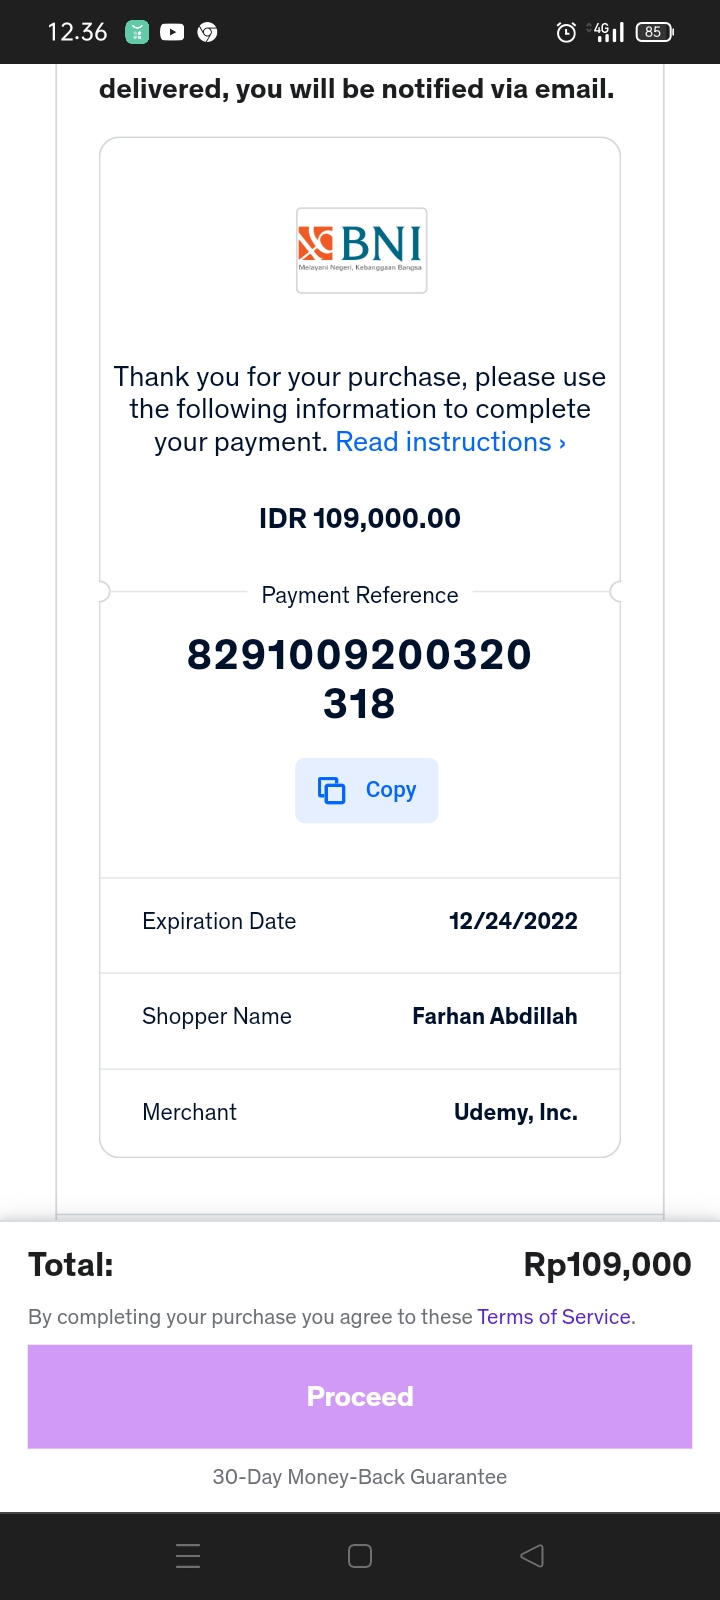 12.36
4G
85
delivered, you will be notified via email.
BNI
Melayani Negeri, Kebanggaan Bangsa
Thank you for your purchase, please use
the following information to complete
your payment. Read instructions ›
IDR 109,000.00
Payment Reference
8291009200320
318
Copy
Expiration Date 12/24/2022
Shopper Name Farhan Abdillah
Merchant Udemy, Inc.
Total: Rp109,000
By completing your purchase you agree to these Terms of Service.
Proceed
30-Day Money-Back Guarantee